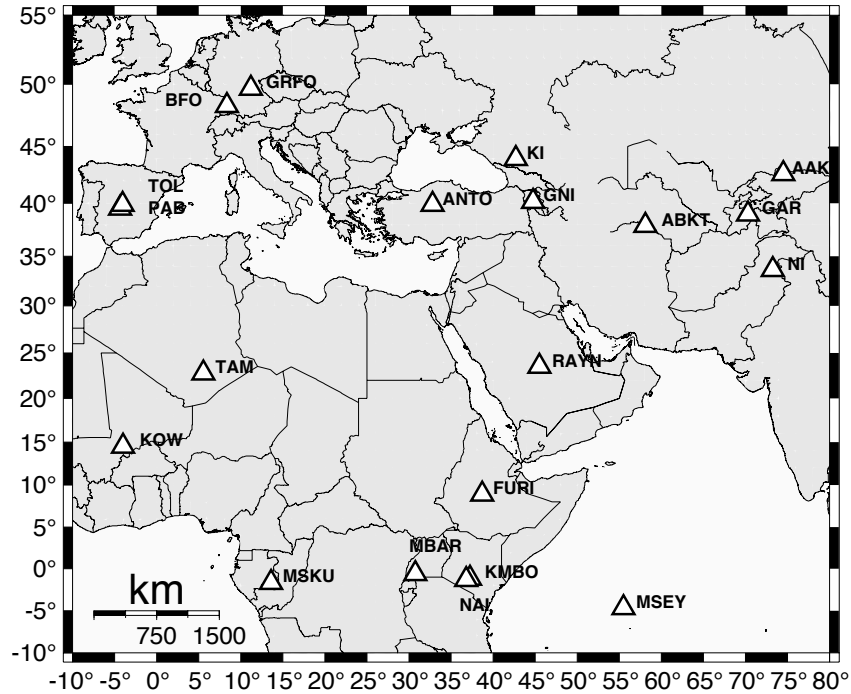 55°
50°
45°
40°
35°
30°
25°
20°
15°
10°
5°
0°
-5°
-10°
GRFO
BFO
KI
AAK
TOL
PAB
ANTO
GNI
ABKT
GAR
NI
TAM
RAYN
KOW
FURI
MBAR
MSKU
KMBO
NAI
MSEY
km
750 1500
-10° -5° 0° 5° 10° 15° 20° 25° 30° 35° 40° 45° 50° 55° 60° 65° 70° 75° 80°